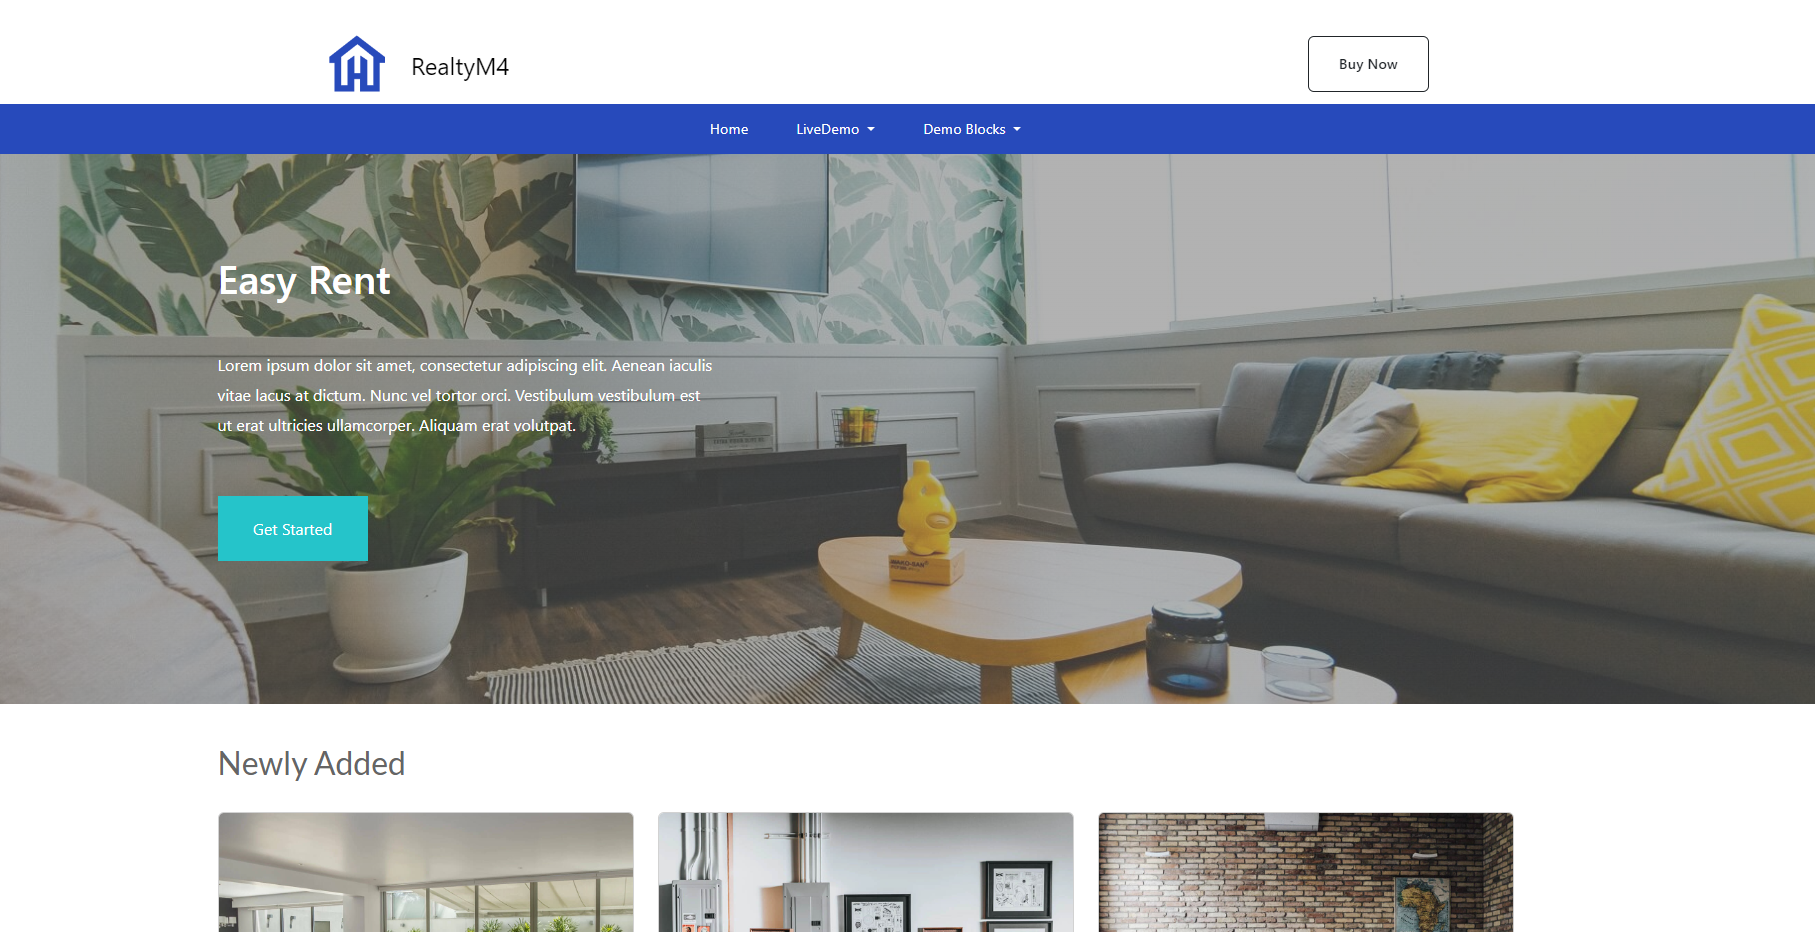 RealtyM4
Buy Now
Home
LiveDemo
Demo Blocks
Easy Rent
Lorem ipsum dolor sit amet, consectetur adipiscing elit. Aenean iaculis
vitae lacus at dictum. Nunc vel tortor orci. Vestibulum vestibulum est
ut erat ultricies ullamcorper. Aliquam erat volutpat.
Get Started
Newly Added